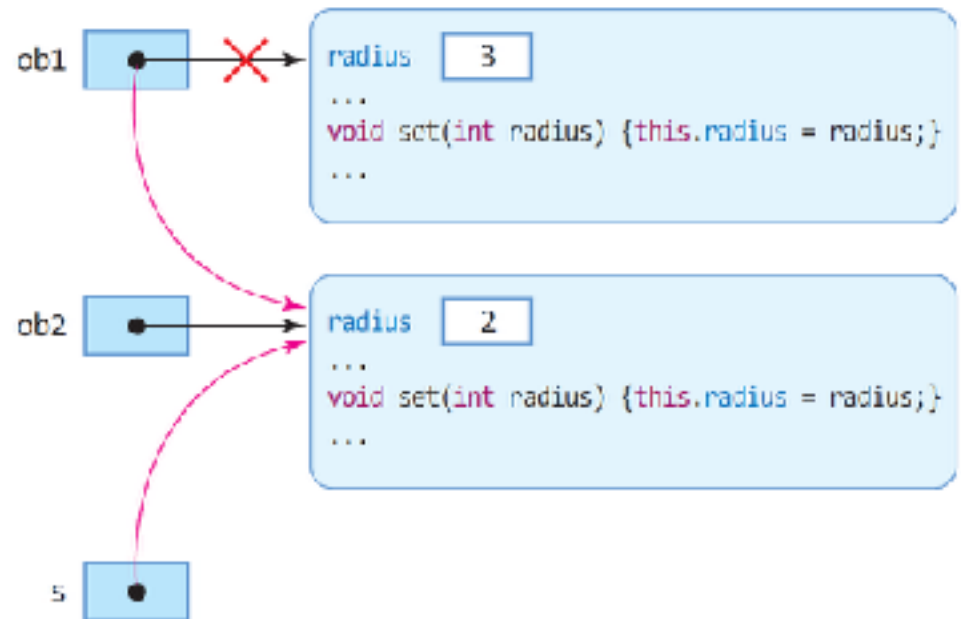 ob1
radius 3
...
void set(int radius) {this.radius = radius;}
...
ob2
radius 2
...
void set(int radius) {this.radius = radius;}
...
s